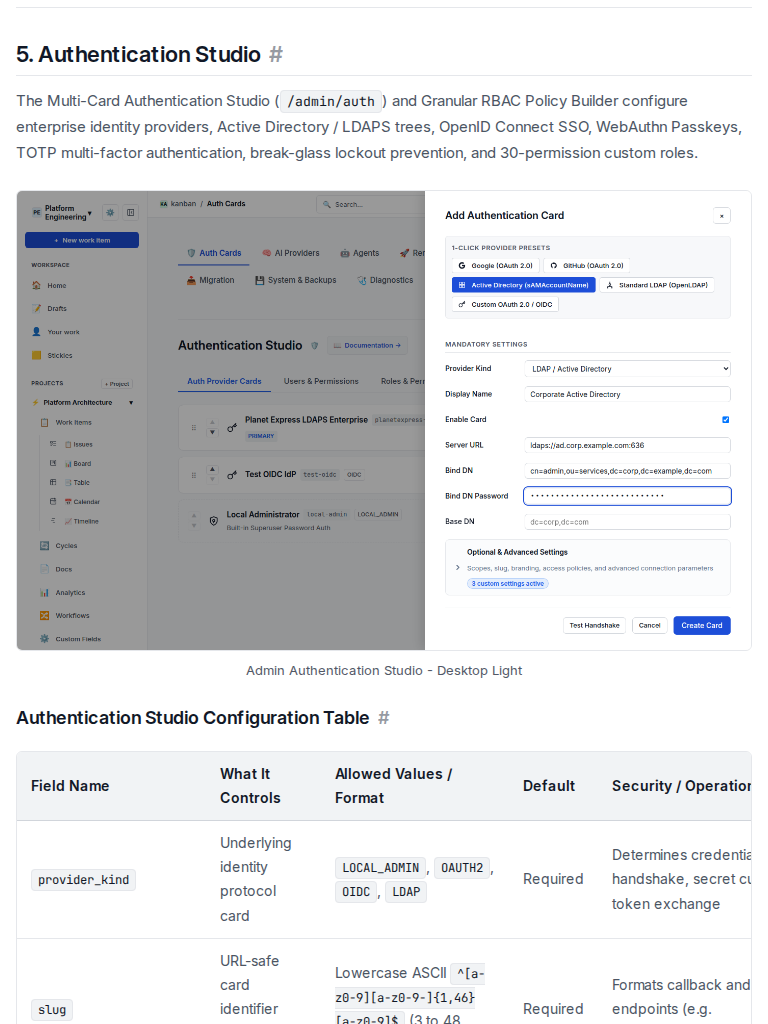 5. Authentication Studio #
The Multi-Card Authentication Studio ( /admin/auth ) and Granular RBAC Policy Builder configure
enterprise identity providers, Active Directory / LDAPS trees, OpenID Connect SSO, WebAuthn Passkeys,
TOTP multi-factor authentication, break-glass lockout prevention, and 30-permission custom roles.
PE Platform Engineering
+ New work item
WORKSPACE
Home
Drafts
Your work
Stickies
PROJECTS
+ Project
Platform Architecture
Work Items
Issues
Board
Table
Calendar
Timeline
Cycles
Docs
Analytics
Workflows
Custom Fields
KA kanban / Auth Cards
Search...
Auth Cards
AI Providers
Agents
Migration
System & Backups
Diagnostics
Authentication Studio
Documentation →
Auth Provider Cards
Users & Permissions
Planet Express LDAPS Enterprise
PRIMARY
Test OIDC IdP test-oidc OIDC
Local Administrator local-admin LOCAL_ADMIN
Built-in Superuser Password Auth
Add Authentication Card
×
1-CLICK PROVIDER PRESETS
Google (OAuth 2.0)
GitHub (OAuth 2.0)
Active Directory (sAMAccountName)
Standard LDAP (OpenLDAP)
Custom OAuth 2.0 / OIDC
MANDATORY SETTINGS
Provider Kind
LDAP / Active Directory
Display Name
Corporate Active Directory
Enable Card
Server URL
ldaps://ad.corp.example.com:636
Bind DN
cn=admin,ou=services,dc=corp,dc=example,dc=com
Bind DN Password
Base DN
dc=corp,dc=com
Optional & Advanced Settings
Scopes, slug, branding, access policies, and advanced connection parameters
3 custom settings active
Test Handshake
Cancel
Create Card
Admin Authentication Studio - Desktop Light
Authentication Studio Configuration Table #
Field Name
What It
Controls
Allowed Values /
Format
Default
Security /
provider_kind
Underlying
identity
protocol
card
LOCAL_ADMIN , OAUTH2 ,
OIDC , LDAP
Required
Determines
handshake, secret
token exchange
slug
URL-safe
card
identifier
Lowercase ASCII ^[a-
z0-9][a-z0-9-]{1,46}
[a-z0-9]$ (3 to 48
Required
Formats callback and
endpoints (e.g.